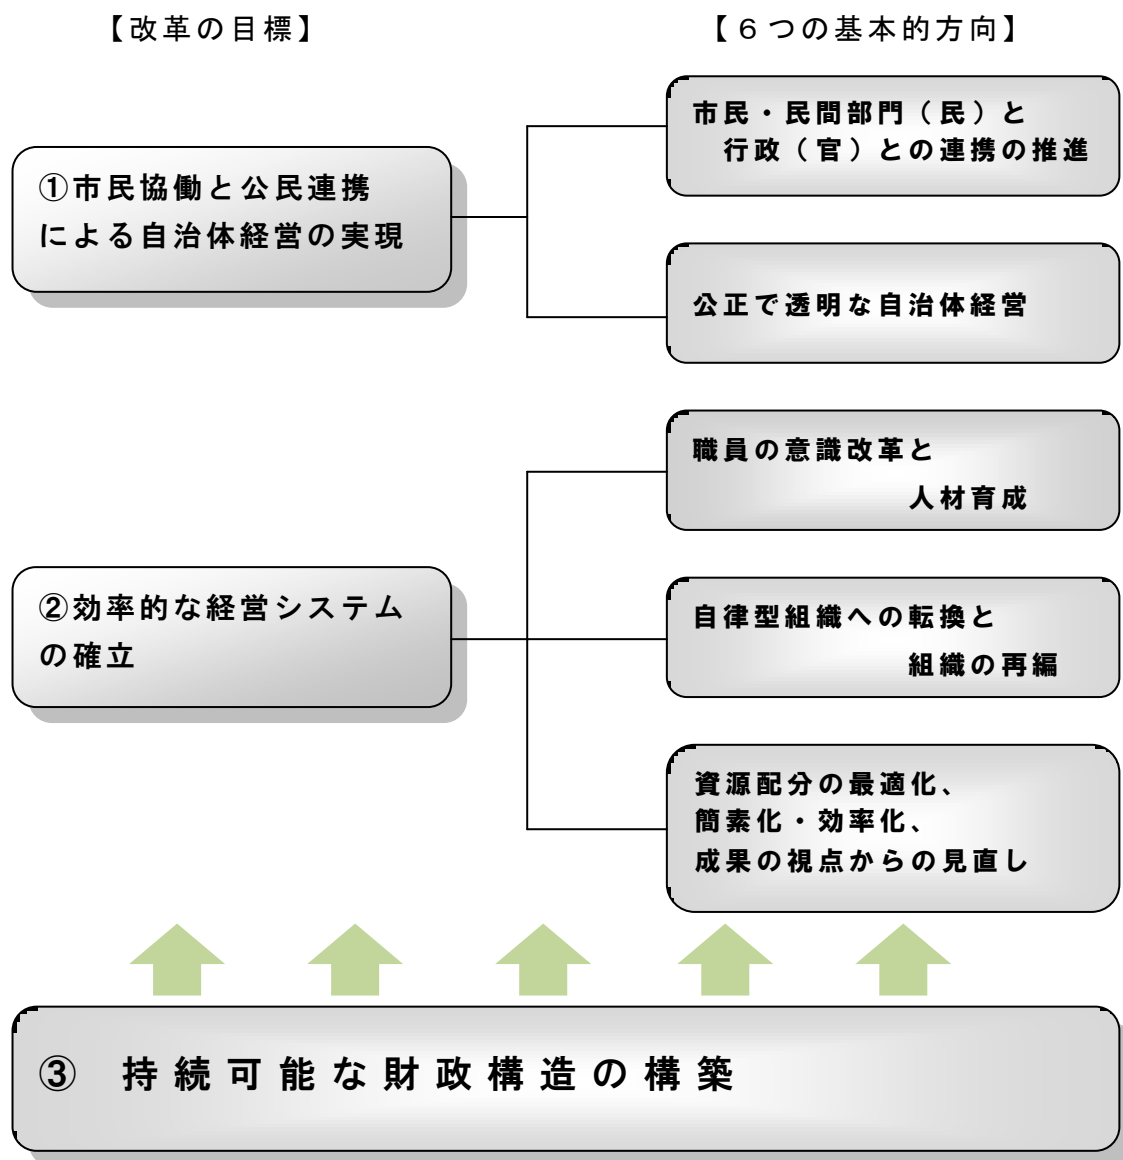 【改革の目標】
【６つの基本的方向】
市民・民間部門（民）と
行政（官）との連携の推進
①市民協働と公民連携
による自治体経営の実現
公正で透明な自治体経営
職員の意識改革と
人材育成
②効率的な経営システム
の確立
自律型組織への転換と
組織の再編
資源配分の最適化、
簡素化・効率化、
成果の視点からの見直し
③　持続可能な財政構造の構築